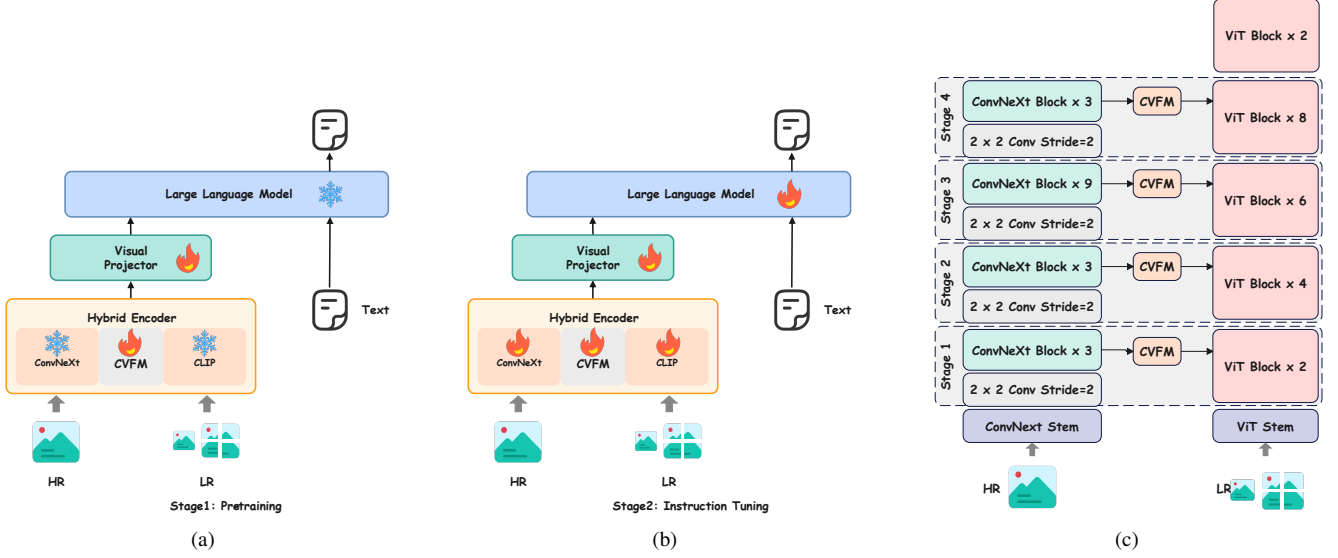 Large Language Model
Visual
Projector
Hybrid Encoder
ConvNeXt
CVFM
CLIP
Text
HR
LR
Stage1: Pretraining
(a)
Large Language Model
Visual
Projector
Hybrid Encoder
ConvNeXt
CVFM
CLIP
Text
HR
LR
Stage2: Instruction Tuning
(b)
ViT Block x 2
Stage 4
ConvNeXt Block x 3
CVFM
ViT Block x 8
2 x 2 Conv Stride=2
Stage 3
ConvNeXt Block x 9
CVFM
ViT Block x 6
2 x 2 Conv Stride=2
Stage 2
ConvNeXt Block x 3
CVFM
ViT Block x 4
2 x 2 Conv Stride=2
Stage 1
ConvNeXt Block x 3
CVFM
ViT Block x 2
2 x 2 Conv Stride=2
ConvNext Stem
ViT Stem
HR
LR
(c)